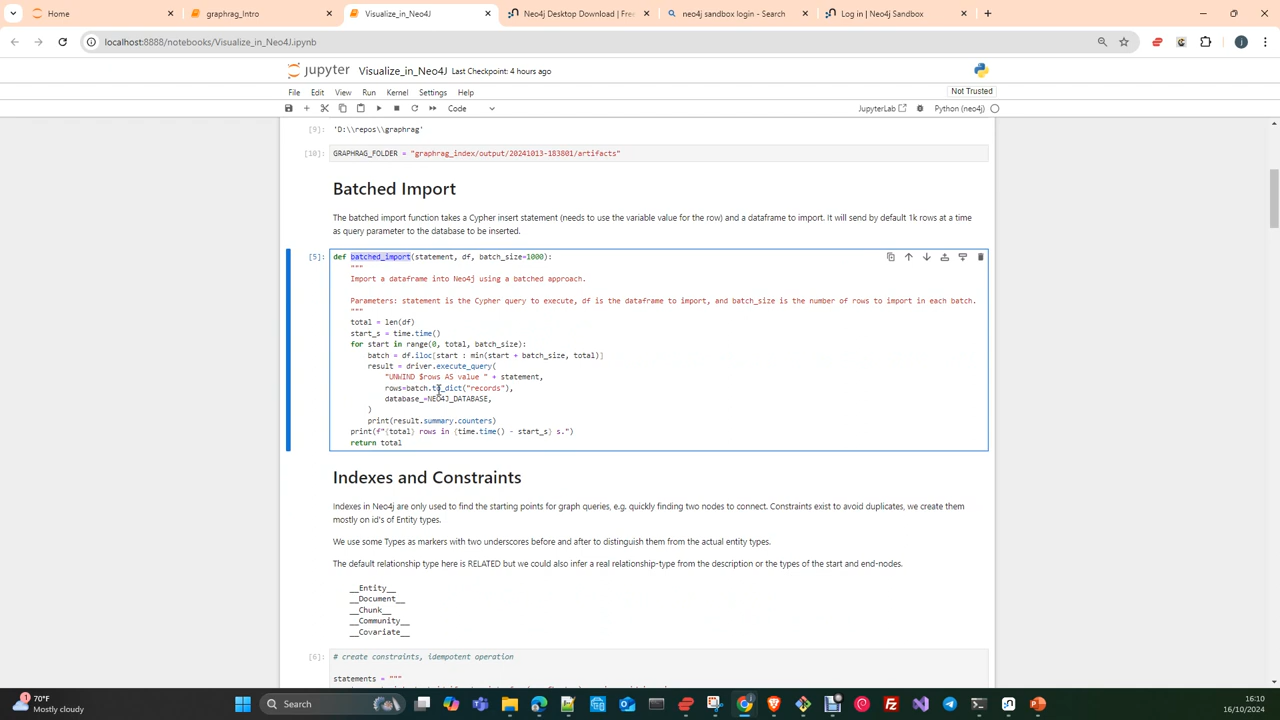 Home
graphrag_Intro
Visualize_in_Neo4J
Neo4j Desktop Download | Free
neo4j sandbox login - Search
Log in | Neo4j Sandbox
localhost:8888/notebooks/Visualize_in_Neo4J.ipynb
jupyter Visualize_in_Neo4J Last Checkpoint: 4 hours ago
File Edit View Run Kernel Settings Help
Not Trusted
Code
JupyterLab
Python (neo4j)
[9]: 'D:\\repos\\graphrag'
[10]: GRAPHRAG_FOLDER = "graphrag_index/output/20241013-183801/artifacts"
Batched Import
The batched import function takes a Cypher insert statement (needs to use the variable value for the row) and a dataframe to import. It will send by default 1k rows at a time
as query parameter to the database to be inserted.
[5]: def batched_import(statement, df, batch_size=1000):
"""
Import a dataframe into Neo4j using a batched approach.
Parameters: statement is the Cypher query to execute, df is the dataframe to import, and batch_size is the number of rows to import in each batch.
"""
total = len(df)
start_s = time.time()
for start in range(0, total, batch_size):
batch = df.iloc[start : min(start + batch_size, total)]
result = driver.execute_query(
"UNWIND $rows AS value " + statement,
rows=batch.to_dict("records"),
database_=NEO4J_DATABASE,
)
print(result.summary.counters)
print(f"{total} rows in {time.time() - start_s} s.")
return total
Indexes and Constraints
Indexes in Neo4j are only used to find the starting points for graph queries, e.g. quickly finding two nodes to connect. Constraints exist to avoid duplicates, we create them
mostly on id's of Entity types.
We use some Types as markers with two underscores before and after to distinguish them from the actual entity types.
The default relationship type here is RELATED but we could also infer a real relationship-type from the description or the types of the start and end-nodes.
__Entity__
__Document__
__Chunk__
__Community__
__Covariate__
[6]: # create constraints, idempotent operation
statements = """
1
70°F
Mostly cloudy
Search
16:10
16/10/2024